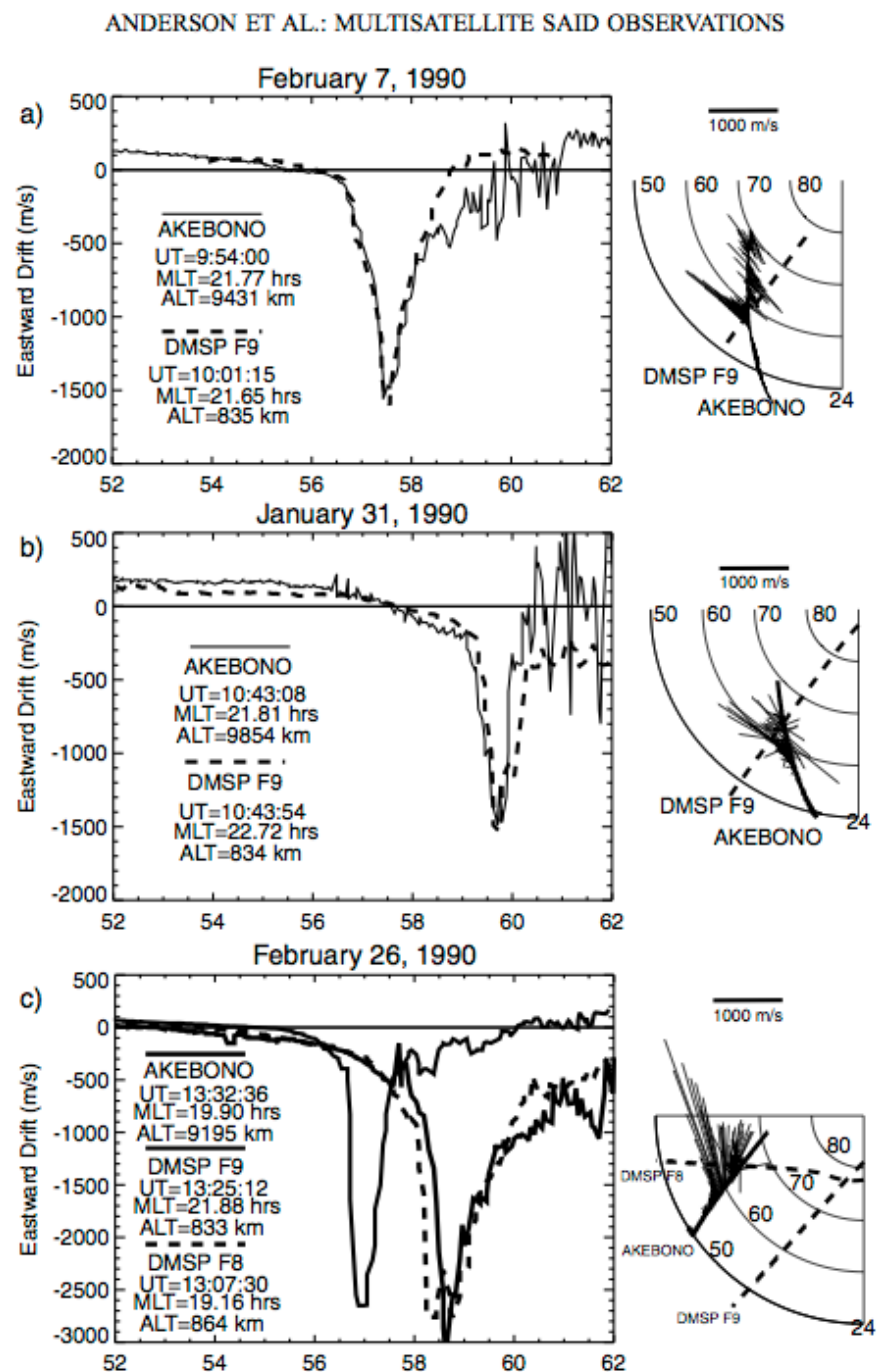 ANDERSON ET AL.: MULTISATELLITE SAID OBSERVATIONS
February 7, 1990
a)
500
0
-500
-1000
-1500
-2000
Eastward Drift (m/s)
AKEBONO
UT=9:54:00
MLT=21.77 hrs
ALT=9431 km
DMSP F9
UT=10:01:15
MLT=21.65 hrs
ALT=835 km
52 54 56 58 60 62
1000 m/s
50 60 70 80
DMSP F9
AKEBONO
24
January 31, 1990
b)
500
0
-500
-1000
-1500
-2000
Eastward Drift (m/s)
AKEBONO
UT=10:43:08
MLT=21.81 hrs
ALT=9854 km
DMSP F9
UT=10:43:54
MLT=22.72 hrs
ALT=834 km
52 54 56 58 60 62
1000 m/s
50 60 70 80
DMSP F9
AKEBONO
24
February 26, 1990
c)
500
0
-500
-1000
-1500
-2000
-2500
-3000
Eastward Drift (m/s)
AKEBONO
UT=13:32:36
MLT=19.90 hrs
ALT=9195 km
DMSP F9
UT=13:25:12
MLT=21.88 hrs
ALT=833 km
DMSP F8
UT=13:07:30
MLT=19.16 hrs
ALT=864 km
52 54 56 58 60 62
1000 m/s
80
DMSP F8
70
60
AKEBONO
50
DMSP F9
24